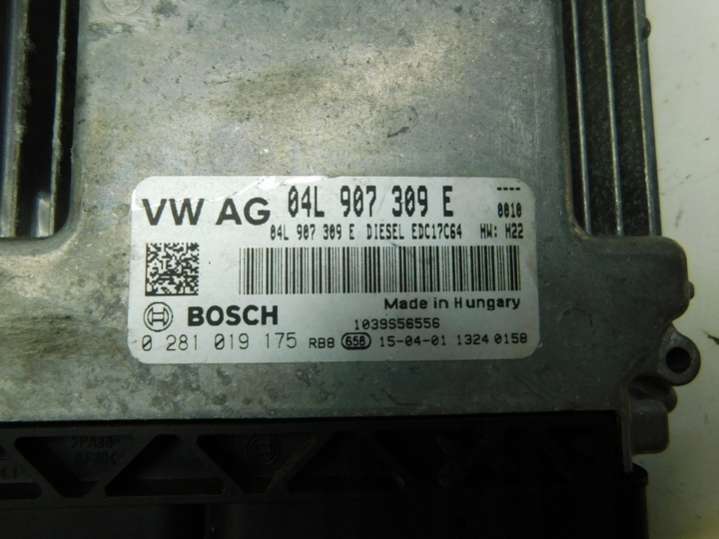 VW AG 04L 907 309 E ----
0010
04L 907 309 E DIESEL EDC17C64 HW: H22
BOSCH Made in Hungary
1039S56556
0 281 019 175 RB8 658 15-04-01 1324 0158